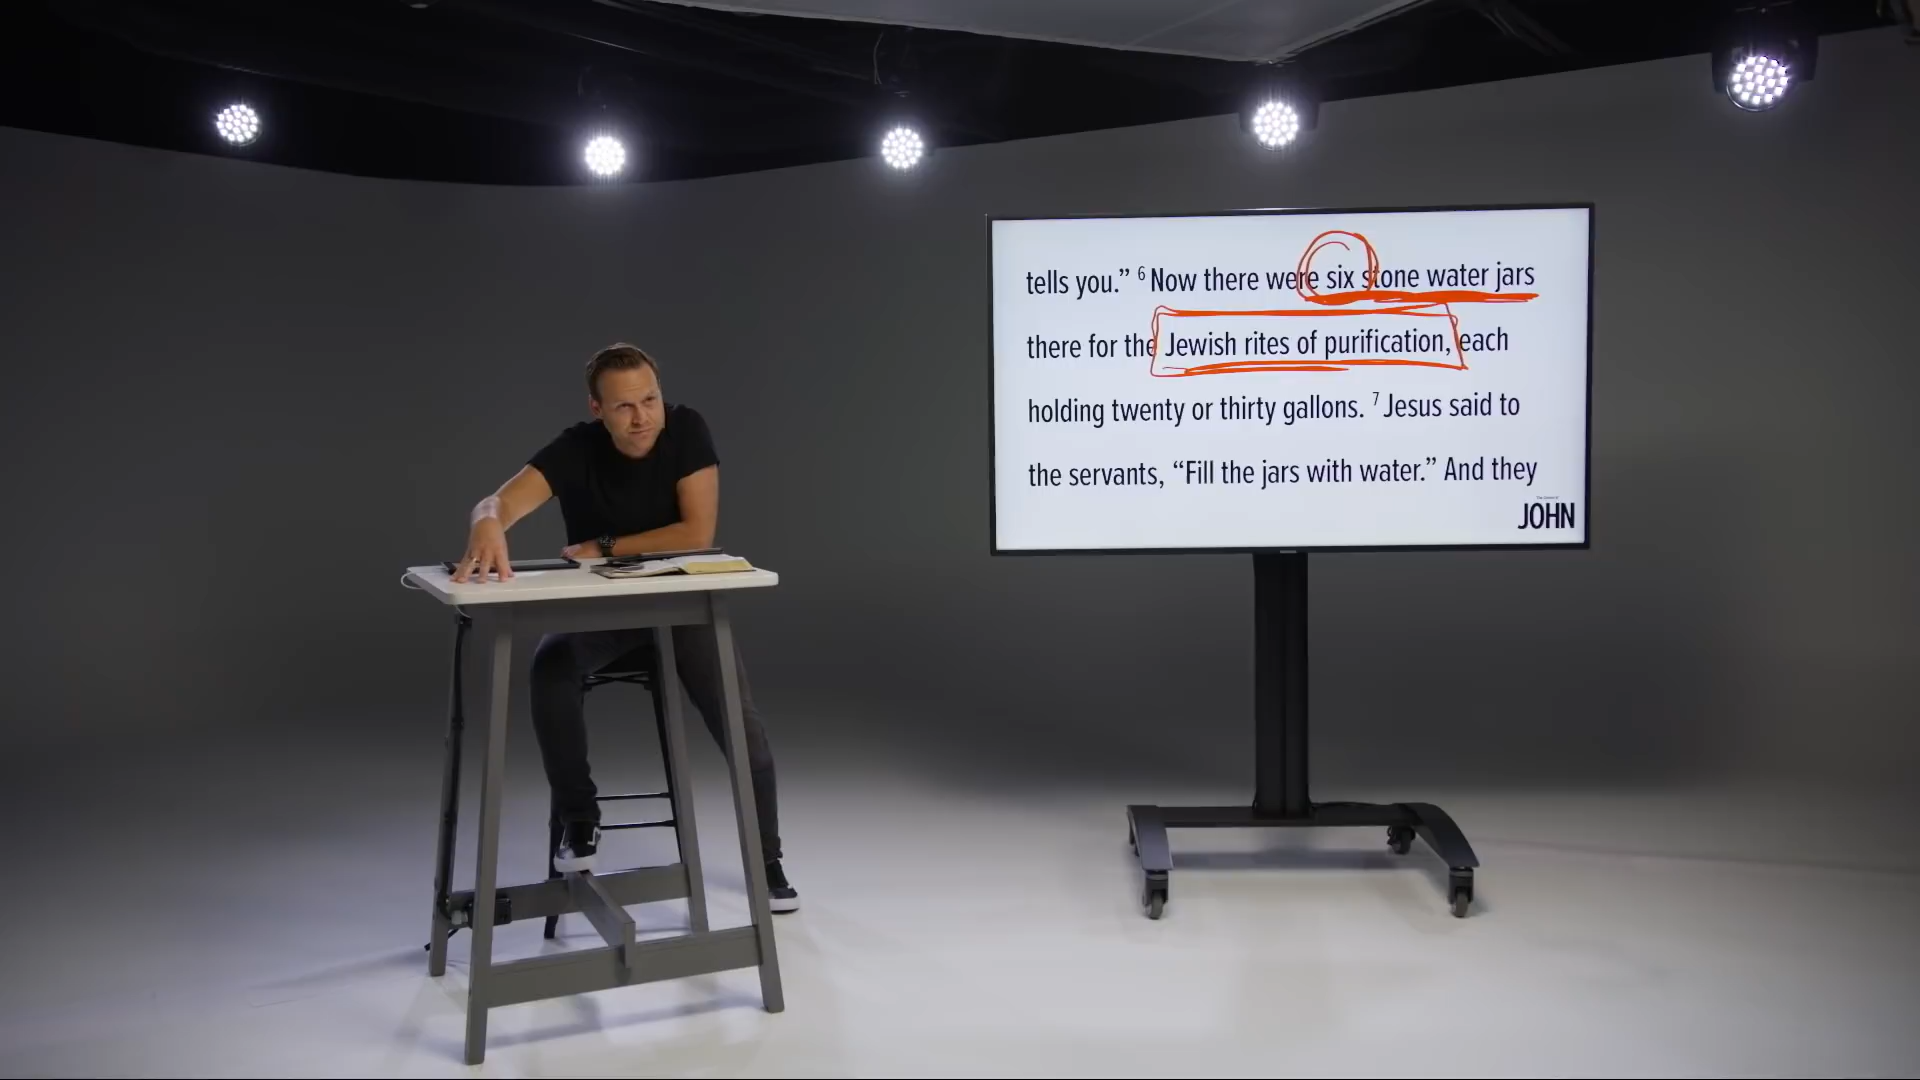 tells you.” ⁶ Now there were six stone water jars
there for the Jewish rites of purification, each
holding twenty or thirty gallons. ⁷ Jesus said to
the servants, “Fill the jars with water.” And they
JOHN